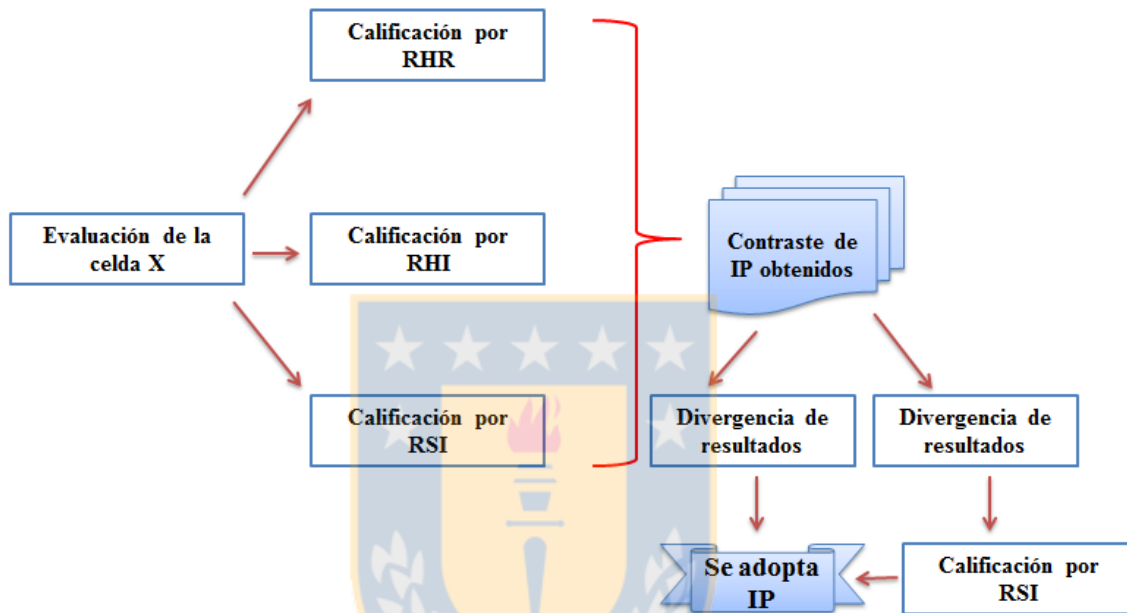 Calificación por
RHR
Evaluación de la
celda X
Calificación por
RHI
Calificación por
RSI
Contraste de
IP obtenidos
Divergencia de
resultados
Divergencia de
resultados
Se adopta
IP
Calificación por
RSI